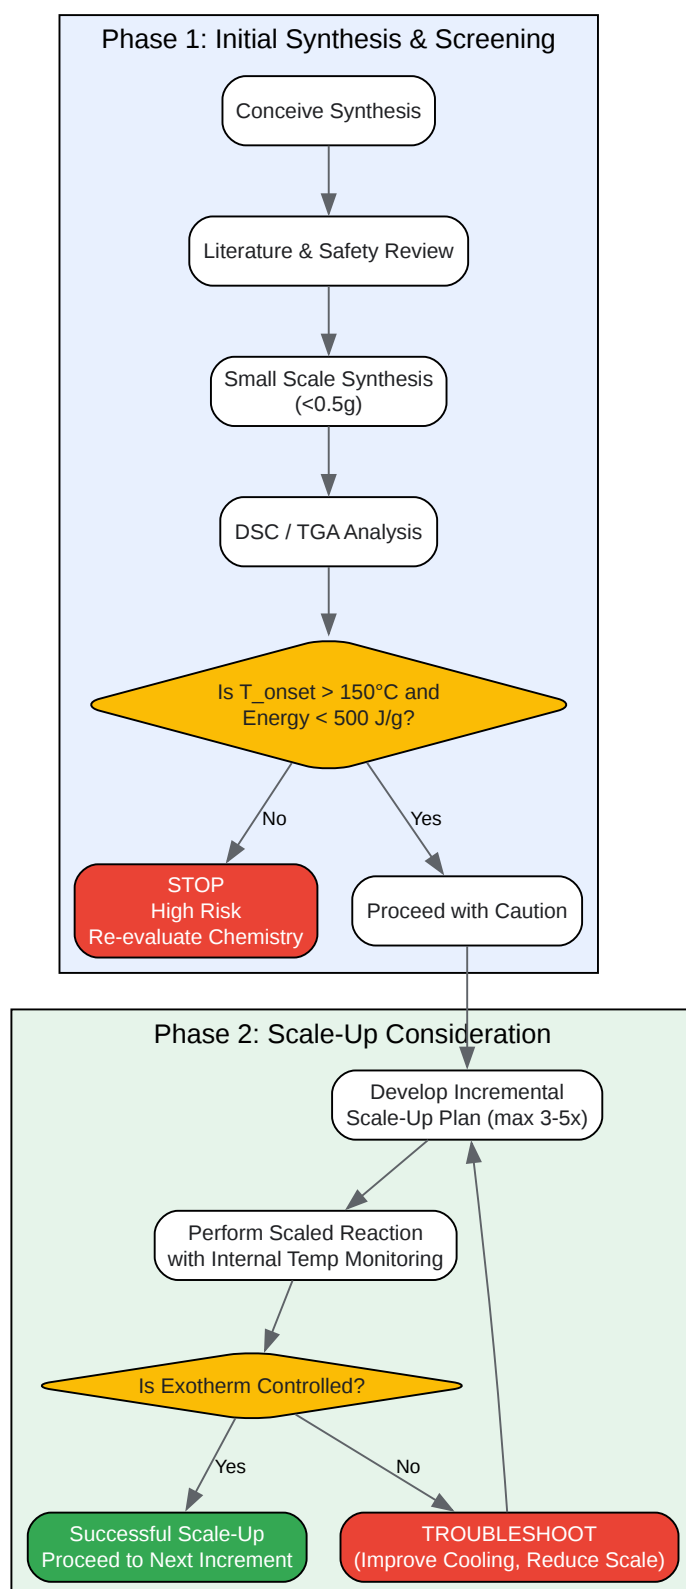 Phase 1: Initial Synthesis & Screening
Conceive Synthesis
Literature & Safety Review
Small Scale Synthesis
(<0.5g)
DSC / TGA Analysis
Is T_onset > 150°C and
Energy < 500 J/g?
No
Yes
STOP
High Risk
Re-evaluate Chemistry
Proceed with Caution
Phase 2: Scale-Up Consideration
Develop Incremental
Scale-Up Plan (max 3-5x)
Perform Scaled Reaction
with Internal Temp Monitoring
Is Exotherm Controlled?
Yes
No
Successful Scale-Up
Proceed to Next Increment
TROUBLESHOOT
(Improve Cooling, Reduce Scale)